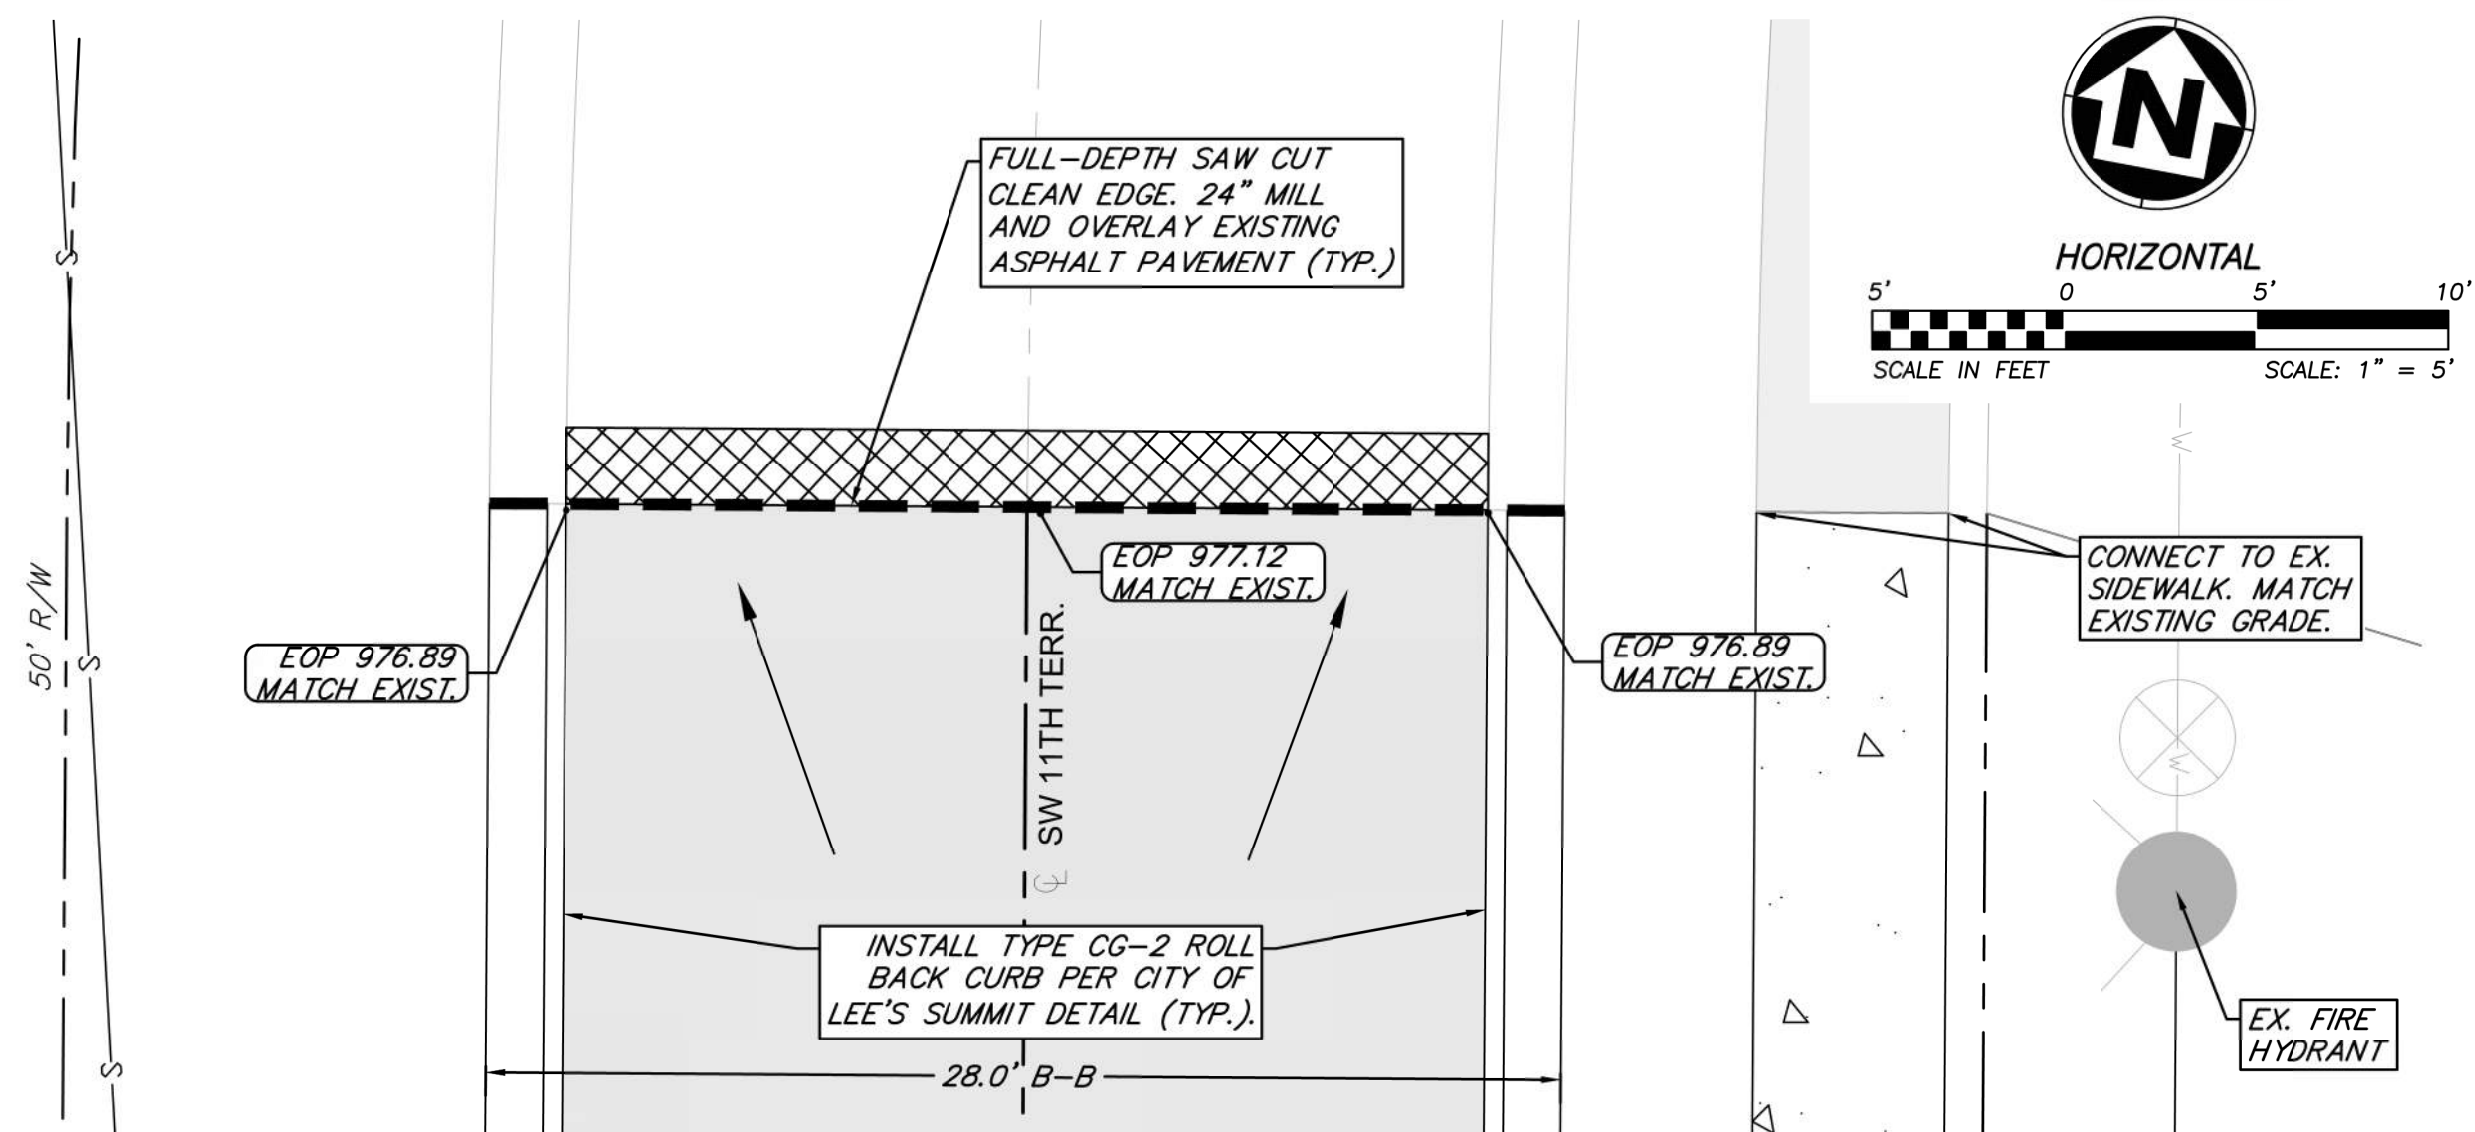 N
HORIZONTAL
5' 0 5' 10'
SCALE IN FEET SCALE: 1" = 5'
FULL-DEPTH SAW CUT
CLEAN EDGE. 24" MILL
AND OVERLAY EXISTING
ASPHALT PAVEMENT (TYP.)
S
W
EOP 977.12
MATCH EXIST.
CONNECT TO EX.
SIDEWALK. MATCH
EXISTING GRADE.
50' R/W
S
EOP 976.89
MATCH EXIST.
SW 11TH TERR.
EOP 976.89
MATCH EXIST.
W
℄
INSTALL TYPE CG-2 ROLL
BACK CURB PER CITY OF
LEE'S SUMMIT DETAIL (TYP.).
EX. FIRE
HYDRANT
S
28.0' B-B